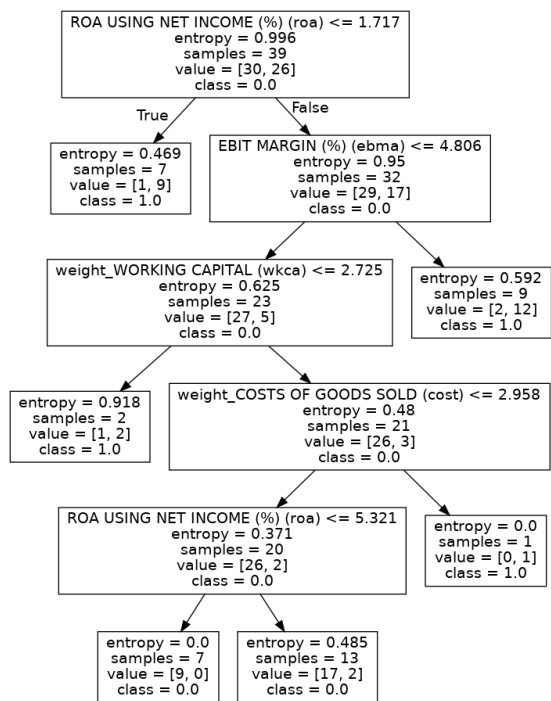 ROA USING NET INCOME (%) (roa) <= 1.717
entropy = 0.996
samples = 39
value = [30, 26]
class = 0.0
True
False
entropy = 0.469
samples = 7
value = [1, 9]
class = 1.0
EBIT MARGIN (%) (ebma) <= 4.806
entropy = 0.95
samples = 32
value = [29, 17]
class = 0.0
weight_WORKING CAPITAL (wkca) <= 2.725
entropy = 0.625
samples = 23
value = [27, 5]
class = 0.0
entropy = 0.592
samples = 9
value = [2, 12]
class = 1.0
entropy = 0.918
samples = 2
value = [1, 2]
class = 1.0
weight_COSTS OF GOODS SOLD (cost) <= 2.958
entropy = 0.48
samples = 21
value = [26, 3]
class = 0.0
ROA USING NET INCOME (%) (roa) <= 5.321
entropy = 0.371
samples = 20
value = [26, 2]
class = 0.0
entropy = 0.0
samples = 1
value = [0, 1]
class = 1.0
entropy = 0.0
samples = 7
value = [9, 0]
class = 0.0
entropy = 0.485
samples = 13
value = [17, 2]
class = 0.0